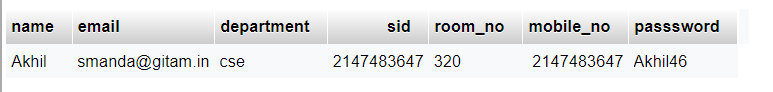 name email department sid room_no mobile_no passsword
Akhil smanda@gitam.in cse 2147483647 320 2147483647 Akhil46